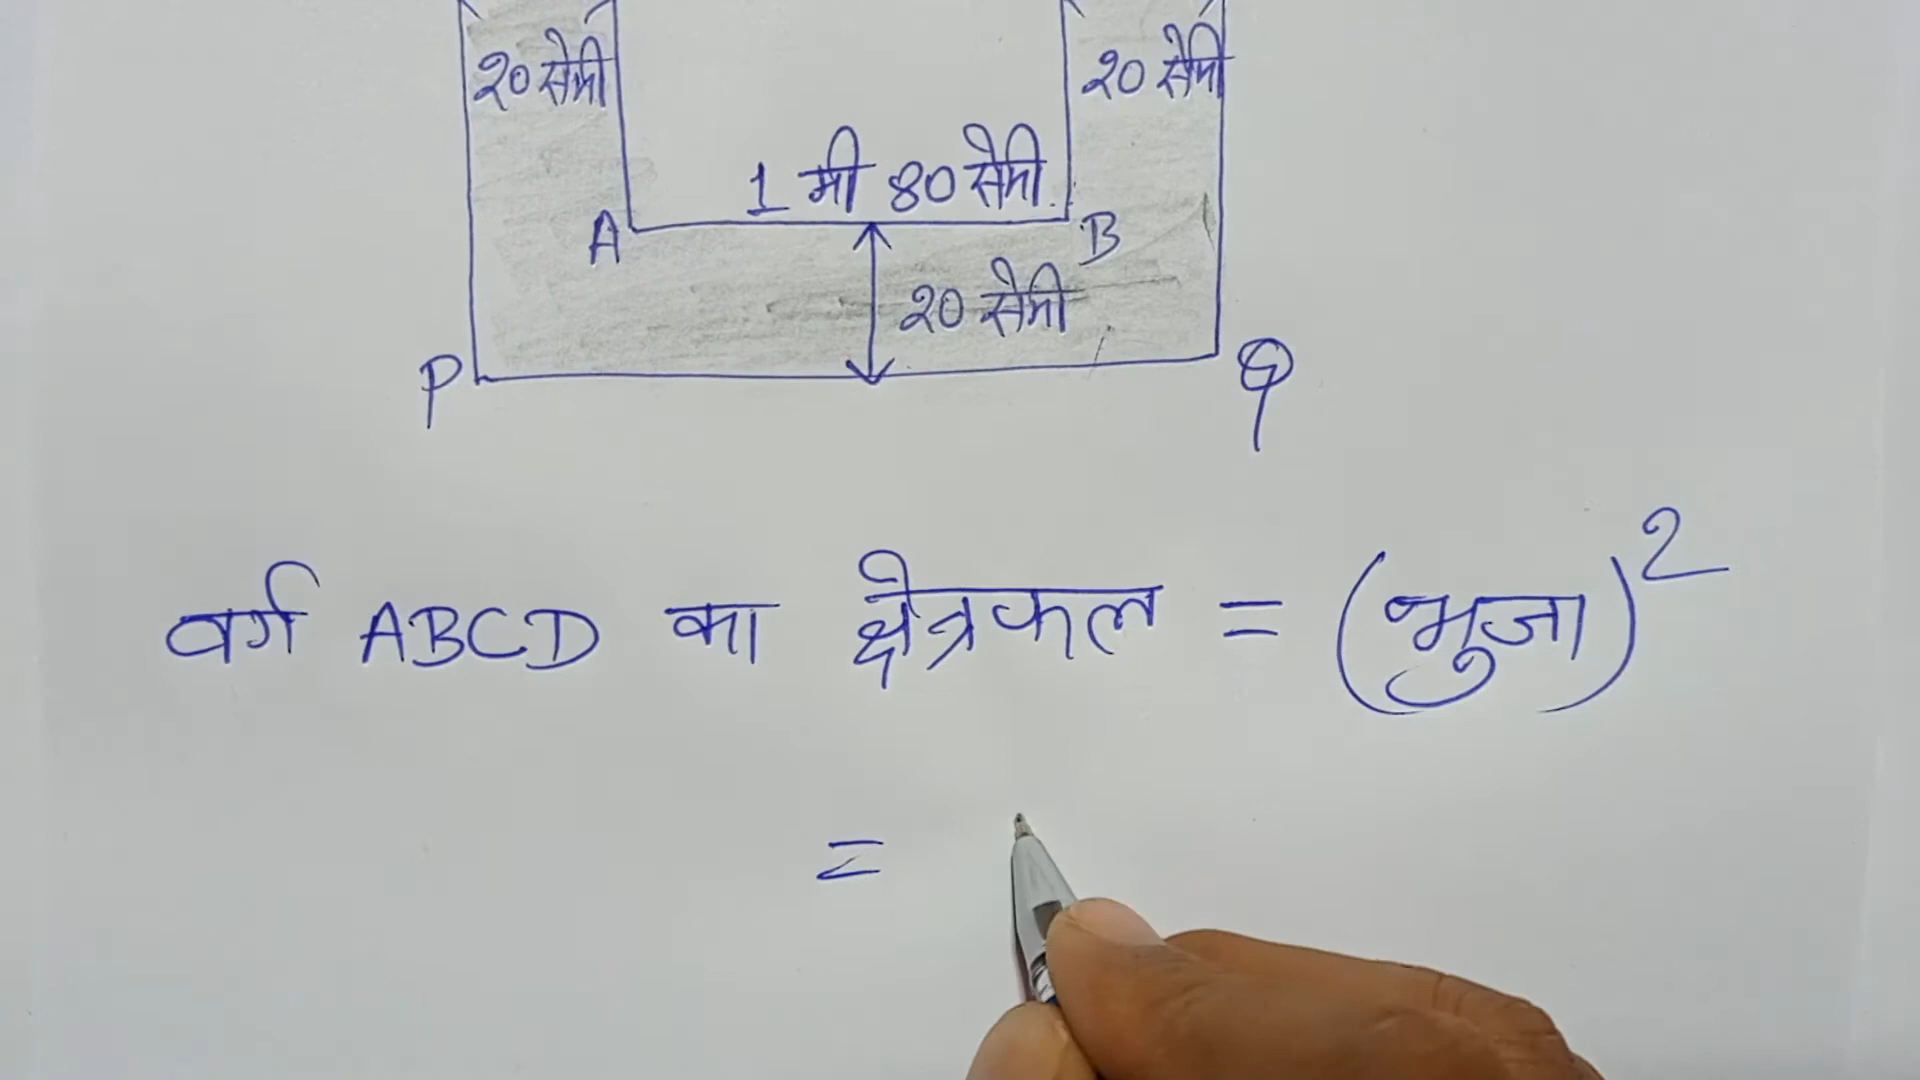 20 सेमी 20 सेमी
1 मी 80 सेमी
A B
20 सेमी
P Q
वर्ग ABCD का क्षेत्रफल = (भुजा)²
=